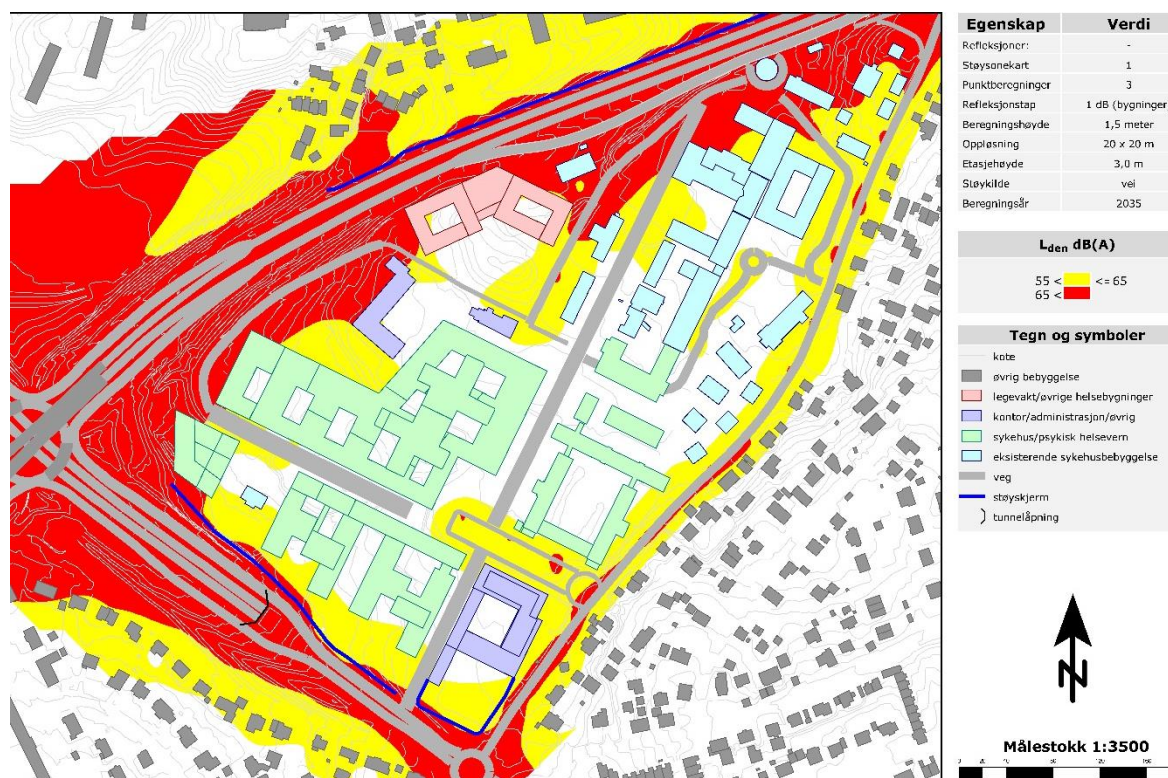 Egenskap Verdi
Refleksjoner: -
Støysonekart 1
Punktberegninger 3
Refleksjonstap 1 dB (bygninger
Beregningshøyde 1,5 meter
Oppløsning 20 x 20 m
Etasjehøyde 3,0 m
Støykilde vei
Beregningsår 2035
Lden dB(A)
55 < <= 65
65 <
Tegn og symboler
kote
øvrig bebyggelse
legevakt/øvrige helsebygninger
kontor/administrasjon/øvrig
sykehus/psykisk helsevern
eksisterende sykehusbebyggelse
veg
støyskjerm
tunnelåpning
N
Målestokk 1:3500